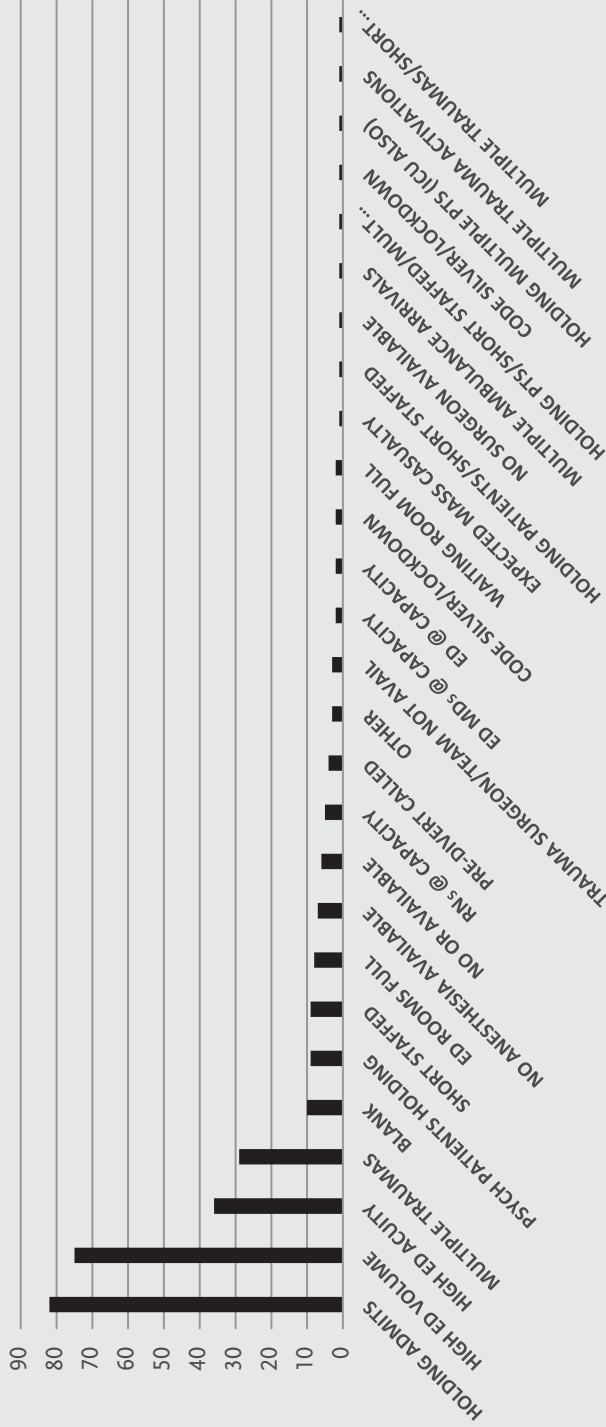 90
80
70
60
50
40
30
20
10
0
HOLDING ADMITS
HIGH ED VOLUME
HIGH ED ACUITY
MULTIPLE TRAUMAS
BLANK
PSYCH PATIENTS HOLDING
SHORT STAFFED
ED ROOMS FULL
NO ANESTHESIA AVAILABLE
NO OR AVAILABLE
RNs @ CAPACITY
PRE-DIVERT CALLED
OTHER
TRAUMA SURGEON/TEAM NOT AVAIL
ED MDs @ CAPACITY
ED @ CAPACITY
CODE SILVER/LOCKDOWN
WAITING ROOM FULL
EXPECTED MASS CASUALTY
HOLDING PATIENTS/SHORT STAFFED
NO SURGEON AVAILABLE
MULTIPLE AMBULANCE ARRIVALS
HOLDING PTS/SHORT STAFFED/MULT...
CODE SILVER/LOCKDOWN
HOLDING MULTIPLE PTS (ICU ALSO)
MULTIPLE TRAUMA ACTIVATIONS
MULTIPLE TRAUMAS/SHORT...